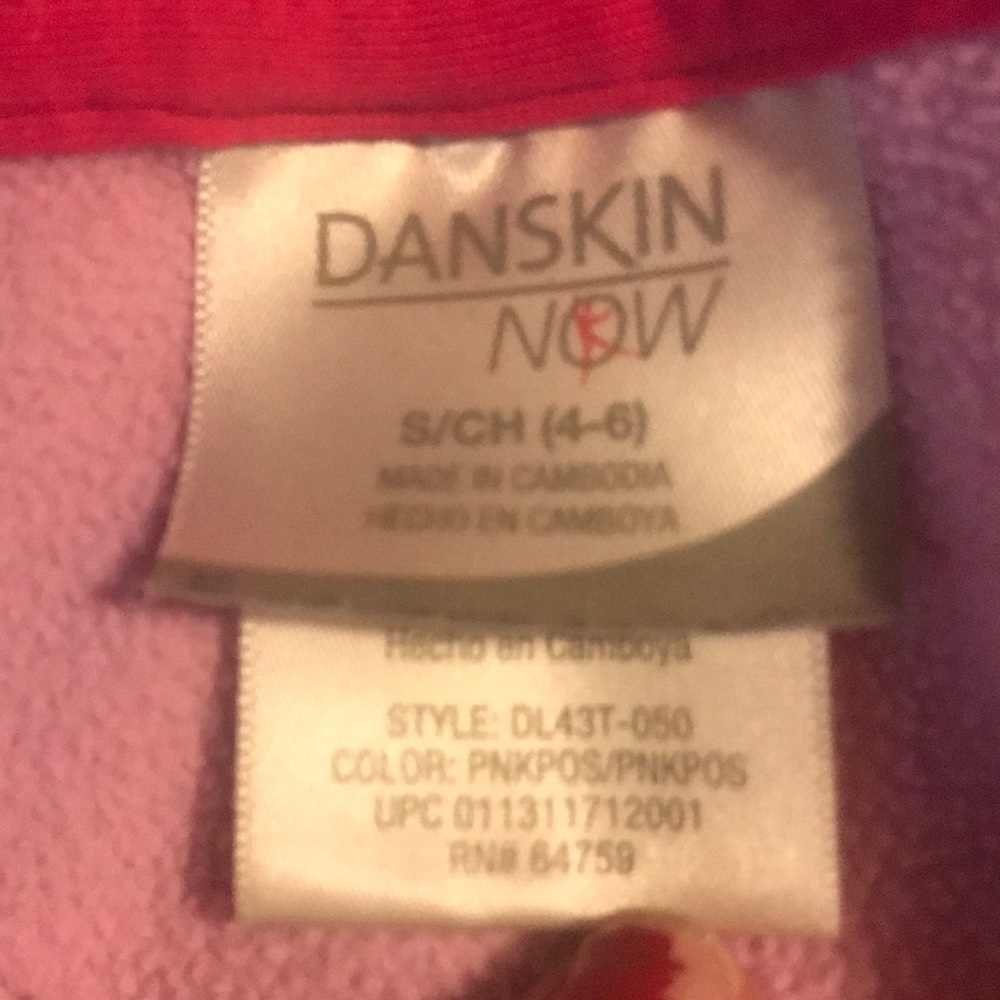 DANSKIN
NOW
S/CH (4-6)
MADE IN CAMBODIA
HECHO EN CAMBOYA
Hecho en Camboya
STYLE: DL43T-050
COLOR: PNKPOS/PNKPOS
UPC 011311712001
RN# 64759